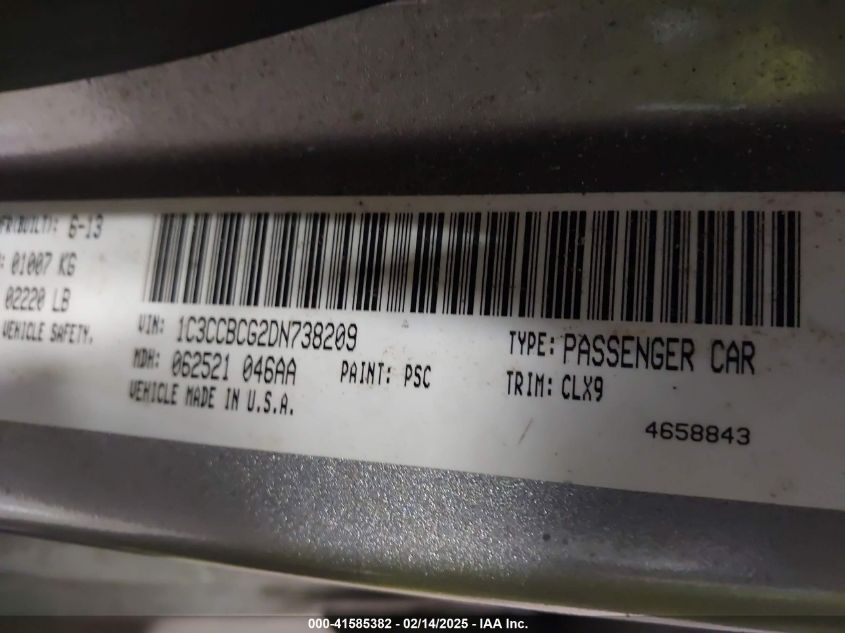 FR(BUILT): 6-13
: 01007 KG
02220 LB
VEHICLE SAFETY.
VIN: 1C3CCBCG2DN738209
TYPE: PASSENGER CAR
MDH: 062521 046AA
PAINT: PSC
TRIM: CLX9
VEHICLE MADE IN U.S.A.
4658843
000-41585382 - 02/14/2025 - IAA Inc.